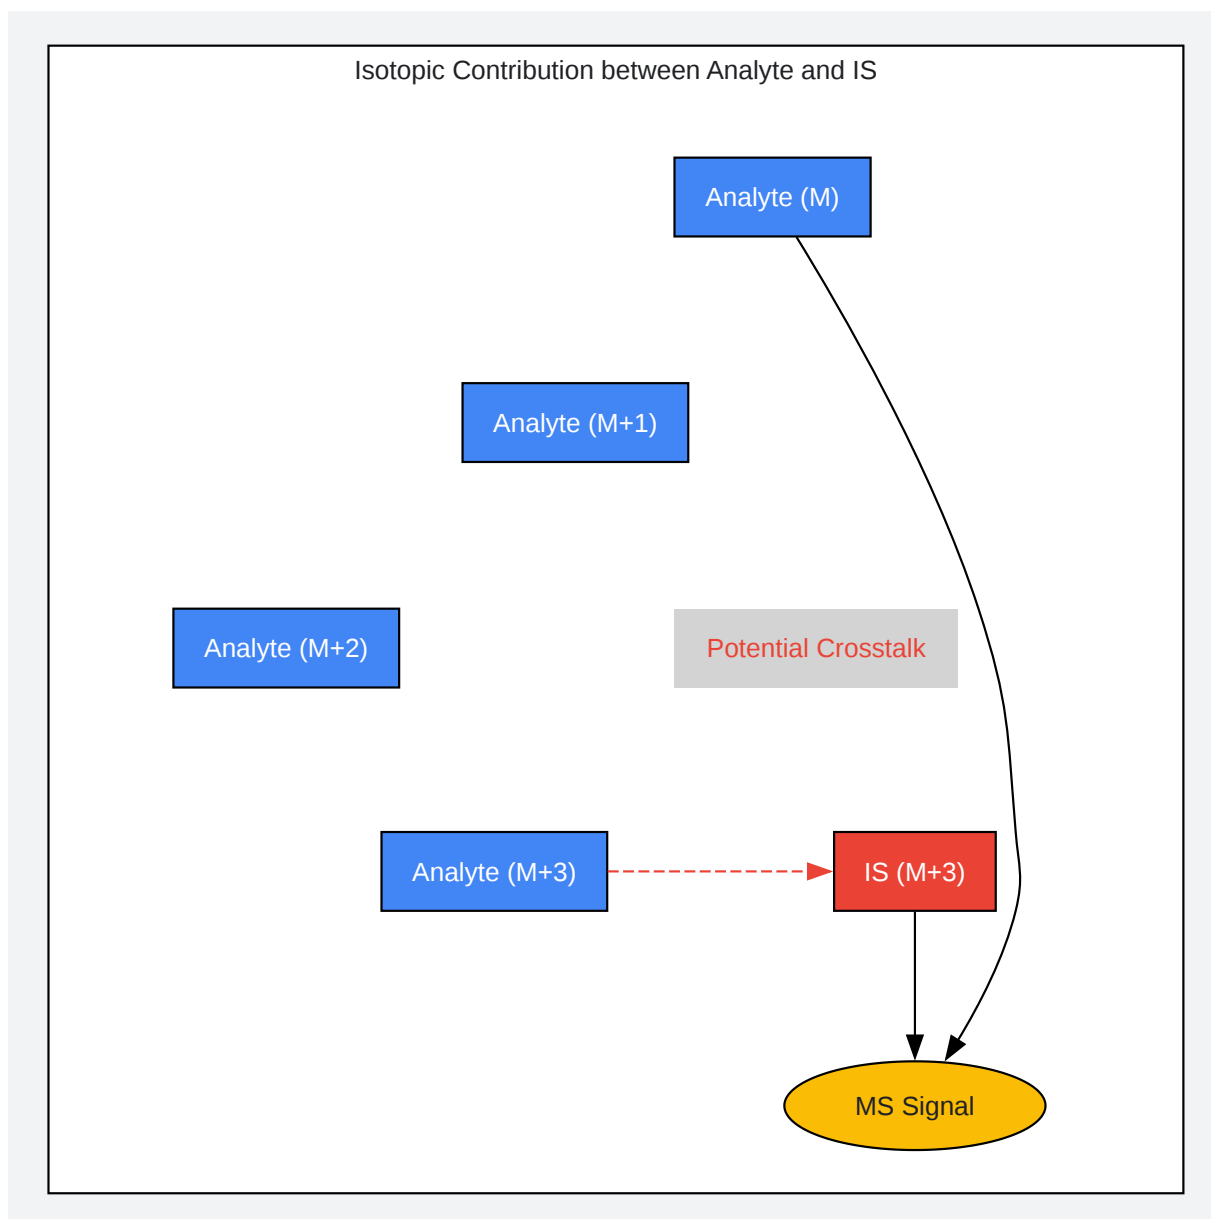 Isotopic Contribution between Analyte and IS
Analyte (M)
Analyte (M+1)
Analyte (M+2)
Potential Crosstalk
Analyte (M+3)
IS (M+3)
MS Signal